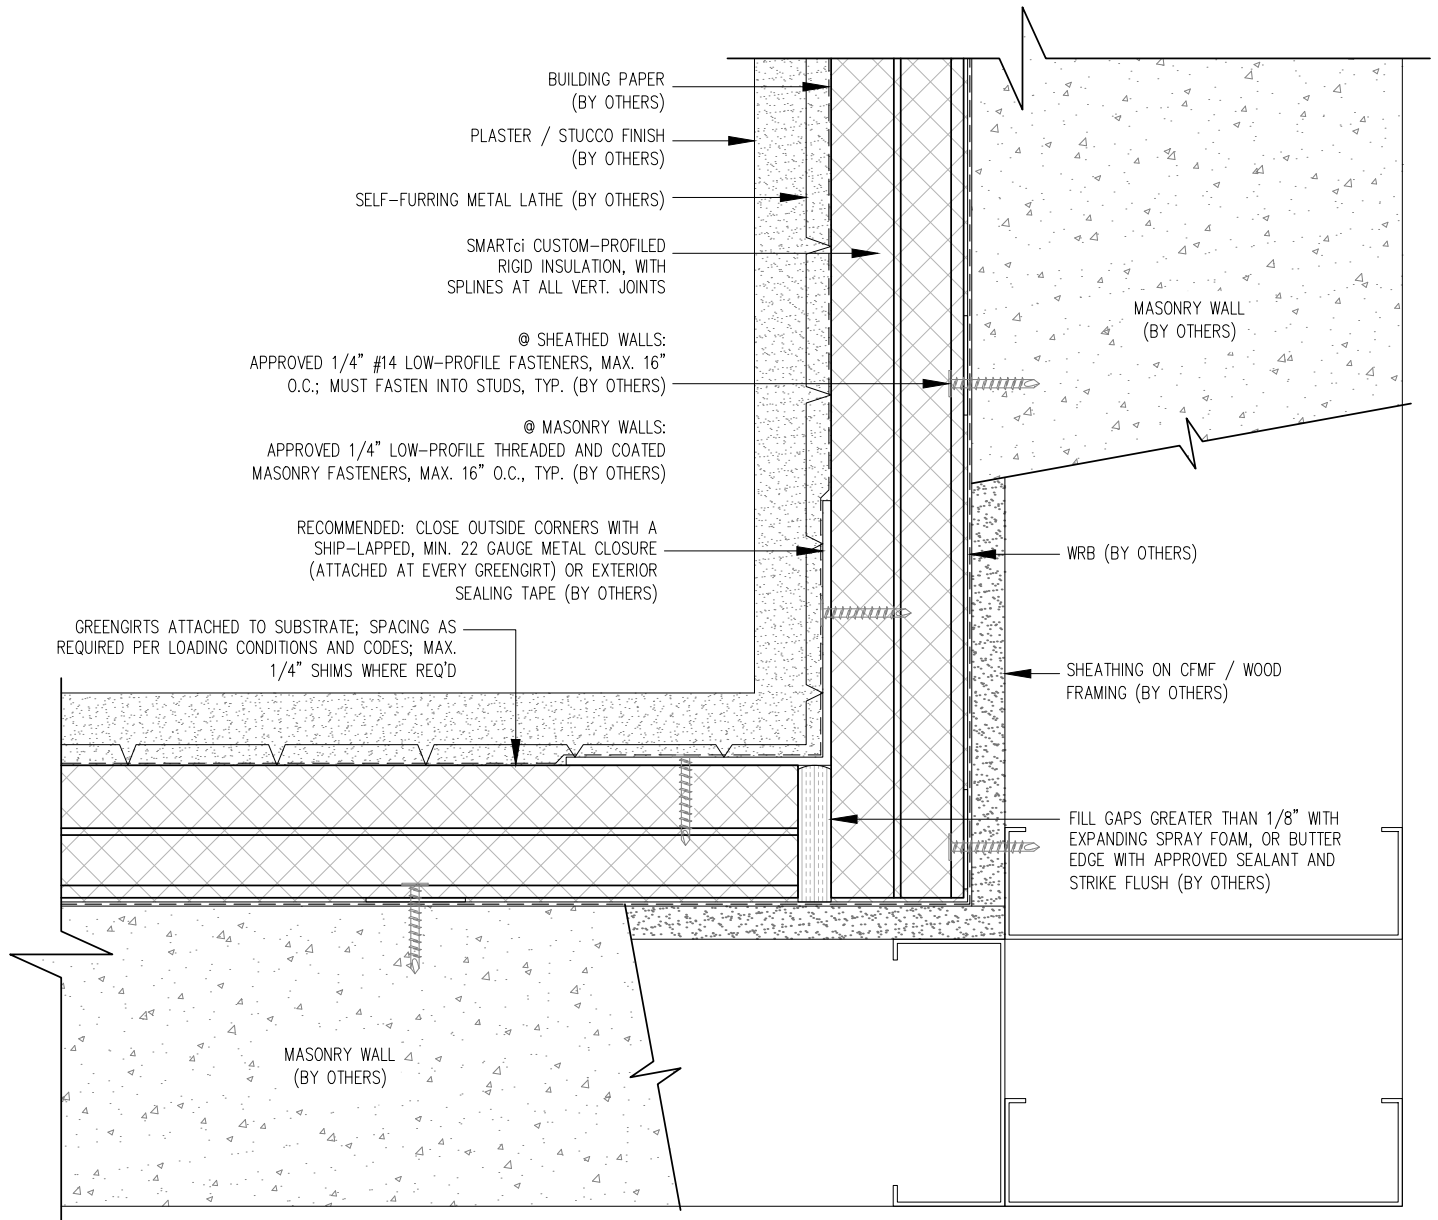 BUILDING PAPER
(BY OTHERS)
PLASTER / STUCCO FINISH
(BY OTHERS)
SELF-FURRING METAL LATHE (BY OTHERS)
SMARTci CUSTOM-PROFILED
RIGID INSULATION, WITH
SPLINES AT ALL VERT. JOINTS
@ SHEATHED WALLS:
APPROVED 1/4" #14 LOW-PROFILE FASTENERS, MAX. 16"
O.C.; MUST FASTEN INTO STUDS, TYP. (BY OTHERS)
@ MASONRY WALLS:
APPROVED 1/4" LOW-PROFILE THREADED AND COATED
MASONRY FASTENERS, MAX. 16" O.C., TYP. (BY OTHERS)
RECOMMENDED: CLOSE OUTSIDE CORNERS WITH A
SHIP-LAPPED, MIN. 22 GAUGE METAL CLOSURE
(ATTACHED AT EVERY GREENGIRT) OR EXTERIOR
SEALING TAPE (BY OTHERS)
GREENGIRTS ATTACHED TO SUBSTRATE; SPACING AS
REQUIRED PER LOADING CONDITIONS AND CODES; MAX.
1/4" SHIMS WHERE REQ'D
MASONRY WALL
(BY OTHERS)
WRB (BY OTHERS)
SHEATHING ON CFMF / WOOD
FRAMING (BY OTHERS)
FILL GAPS GREATER THAN 1/8" WITH
EXPANDING SPRAY FOAM, OR BUTTER
EDGE WITH APPROVED SEALANT AND
STRIKE FLUSH (BY OTHERS)
MASONRY WALL
(BY OTHERS)